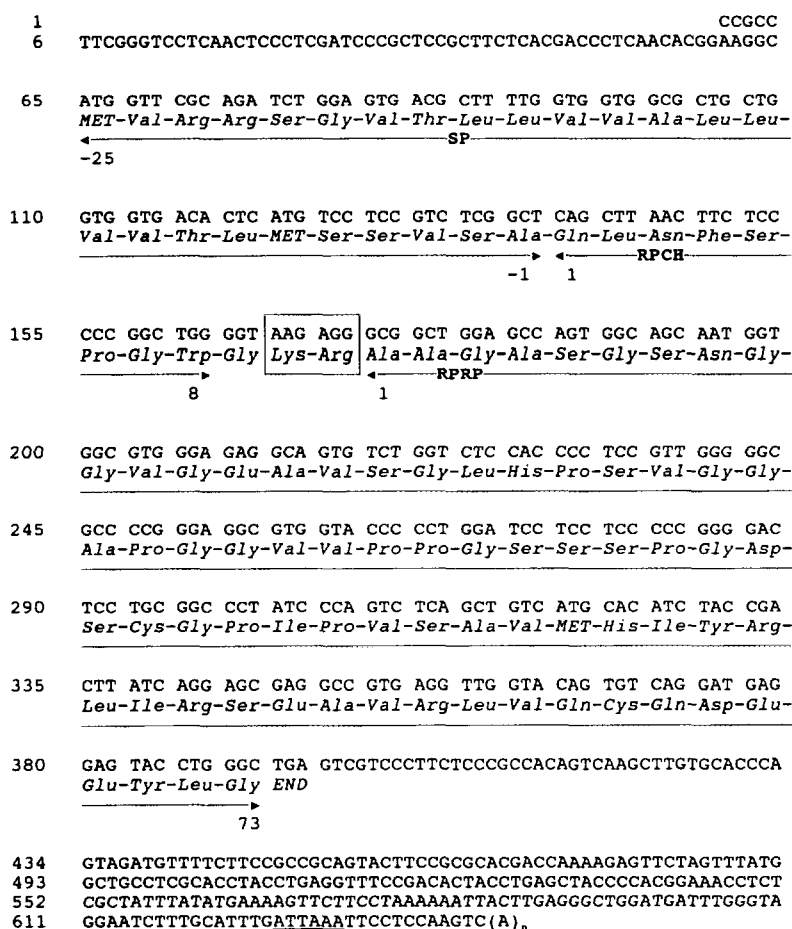 1 CCGCC
6 TTCGGGTCCTCAACTCCCTCGATCCCGCTCCGCTTCTCACGACCCTCAACACGGAAGGC
65 ATG GTT CGC AGA TCT GGA GTG ACG CTT TTG GTG GTG GCG CTG CTG
MET-Val-Arg-Arg-Ser-Gly-Val-Thr-Leu-Leu-Val-Val-Ala-Leu-Leu-
SP
-25
110 GTG GTG ACA CTC ATG TCC TCC GTC TCG GCT CAG CTT AAC TTC TCC
Val-Val-Thr-Leu-MET-Ser-Ser-Val-Ser-Ala-Gln-Leu-Asn-Phe-Ser-
RPCH
-1 1
155 CCC GGC TGG GGT AAG AGG GCG GCT GGA GCC AGT GGC AGC AAT GGT
Pro-Gly-Trp-Gly Lys-Arg Ala-Ala-Gly-Ala-Ser-Gly-Ser-Asn-Gly-
RPRP
8 1
200 GGC GTG GGA GAG GCA GTG TCT GGT CTC CAC CCC TCC GTT GGG GGC
Gly-Val-Gly-Glu-Ala-Val-Ser-Gly-Leu-His-Pro-Ser-Val-Gly-Gly-
245 GCC CCG GGA GGC GTG GTA CCC CCT GGA TCC TCC TCC CCC GGG GAC
Ala-Pro-Gly-Gly-Val-Val-Pro-Pro-Gly-Ser-Ser-Ser-Pro-Gly-Asp-
290 TCC TGC GGC CCT ATC CCA GTC TCA GCT GTC ATG CAC ATC TAC CGA
Ser-Cys-Gly-Pro-Ile-Pro-Val-Ser-Ala-Val-MET-His-Ile-Tyr-Arg-
335 CTT ATC AGG AGC GAG GCC GTG AGG TTG GTA CAG TGT CAG GAT GAG
Leu-Ile-Arg-Ser-Glu-Ala-Val-Arg-Leu-Val-Gln-Cys-Gln-Asp-Glu-
380 GAG TAC CTG GGC TGA GTCGTCCCTTCTCCCGCCACAGTCAAGCTTGTGCACCCA
Glu-Tyr-Leu-Gly END
73
434 GTAGATGTTTTCTTCCGCCGCAGTACTTCCGCGCACGACCAAAAGAGTTCTAGTTTATG
493 GCTGCCTCGCACCTACCTGAGGTTTCCGACACTACCTGAGCTACCCCACGGAAACCTCT
552 CGCTATTTATATGAAAAGTTCTTCCTAAAAAATTACTTGAGGGCTGGATGATTTGGGTA
611 GGAATCTTTGCATTTGATTAAATTCCTCCAAGTC(A)n